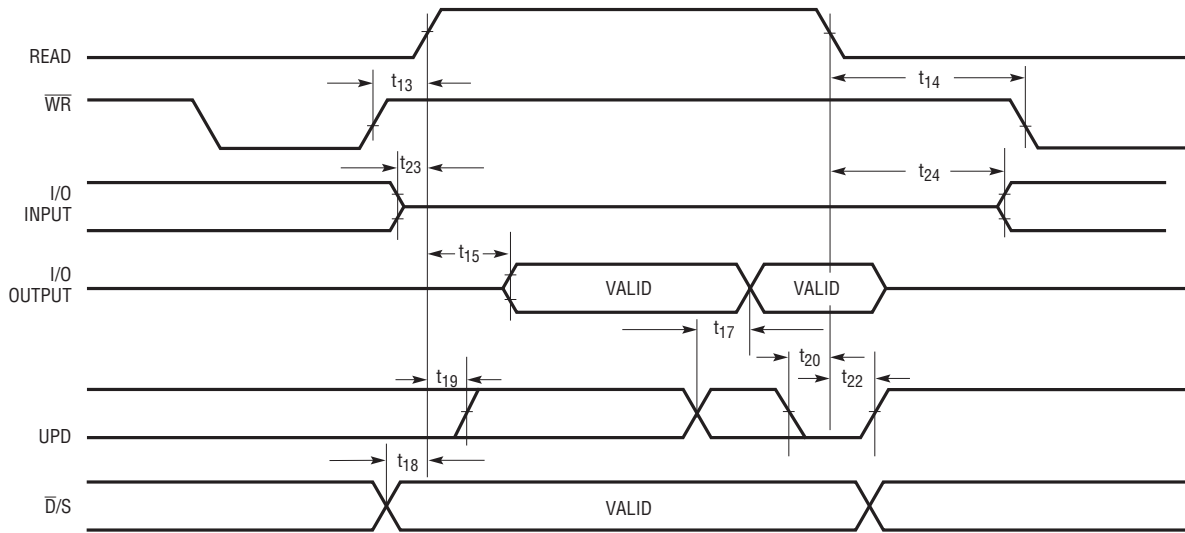 READ
t13
t14
WR
t23
t24
I/O
INPUT
t15
I/O
OUTPUT
VALID
VALID
t17
t20
t19
t22
UPD
t18
D/S
VALID